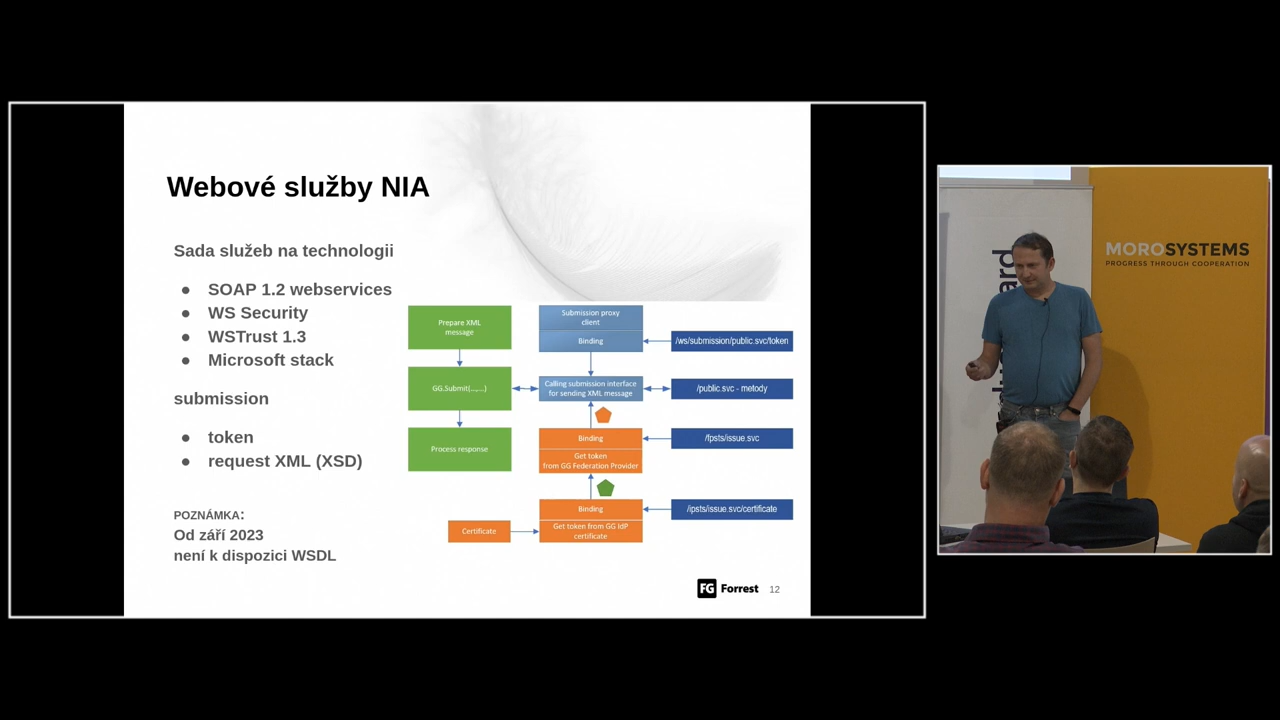 Webové služby NIA
Sada služeb na technologii
● SOAP 1.2 webservices
● WS Security
● WSTrust 1.3
● Microsoft stack
submission
● token
● request XML (XSD)
POZNÁMKA:
Od září 2023
není k dispozici WSDL
Prepare XML
message
GG.Submit(...,...)
Process response
Submission proxy
client
Binding
/ws/submission/public.svc/token
Calling submission interface
for sending XML message
/public.svc - metody
Binding
/fpsts/issue.svc
Get token
from GG Federation Provider
Binding
/ipsts/issue.svc/certificate
Certificate
Get token from GG IdP
certificate
FG Forrest
12
MOROSYSTEMS
PROGRESS THROUGH COOPERATION